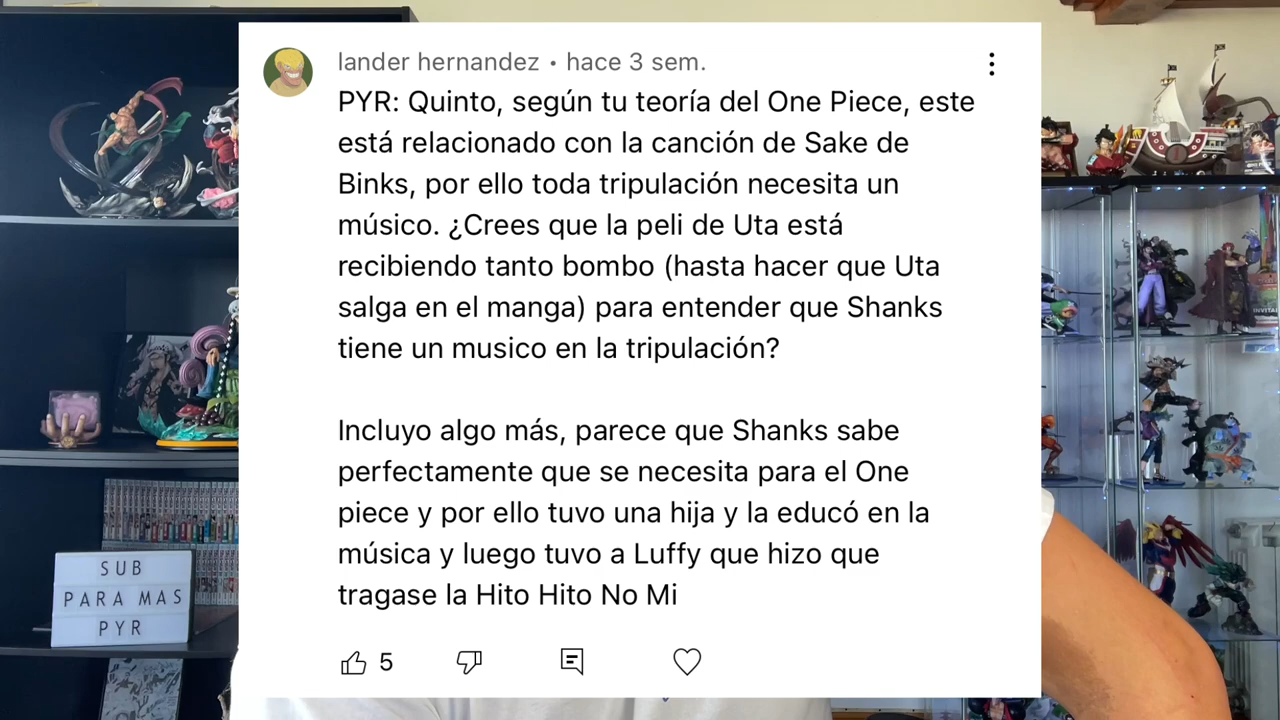 lander hernandez • hace 3 sem.
PYR: Quinto, según tu teoría del One Piece, este
está relacionado con la canción de Sake de
Binks, por ello toda tripulación necesita un
músico. ¿Crees que la peli de Uta está
recibiendo tanto bombo (hasta hacer que Uta
salga en el manga) para entender que Shanks
tiene un musico en la tripulación?
Incluyo algo más, parece que Shanks sabe
perfectamente que se necesita para el One
piece y por ello tuvo una hija y la educó en la
música y luego tuvo a Luffy que hizo que
tragase la Hito Hito No Mi
5
SUB
PARA MAS
PYR